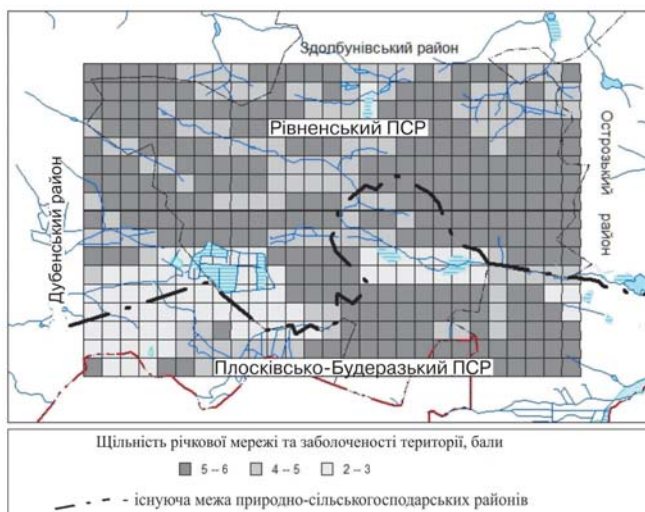 Здолбунівський район
Рівненський ПСР
Острозький район
Дубенський район
Плосківсько-Будеразький ПСР
Щільність річкової мережі та заболоченості території, бали
5 -- 6 4 -- 5 2 -- 3
існуюча межа природно-сільськогосподарських районів